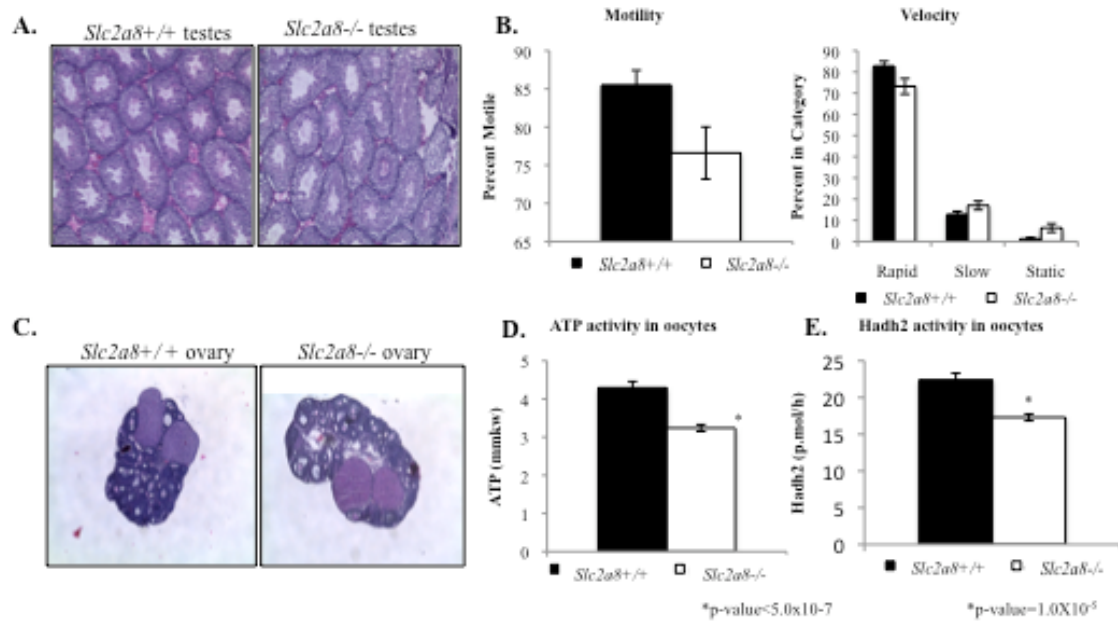 A.
Slc2a8+/+ testes
Slc2a8-/- testes
B.
Motility
Percent Motile
90
85
80
75
70
65
Slc2a8+/+
Slc2a8-/-
Velocity
Percent in Category
90
80
70
60
50
40
30
20
10
0
Rapid Slow Static
Slc2a8+/+
Slc2a8-/-
C.
Slc2a8+/+ ovary
Slc2a8-/- ovary
D.
ATP activity in oocytes
ATP (mmkw)
5
4
3
2
1
0
*
Slc2a8+/+
Slc2a8-/-
*p-value<5.0x10-7
E.
Hadh2 activity in oocytes
Hadh2 (p.mol/h)
25
20
15
10
5
0
*
Slc2a8+/+
Slc2a8-/-
*p-value=1.0X10⁻⁵